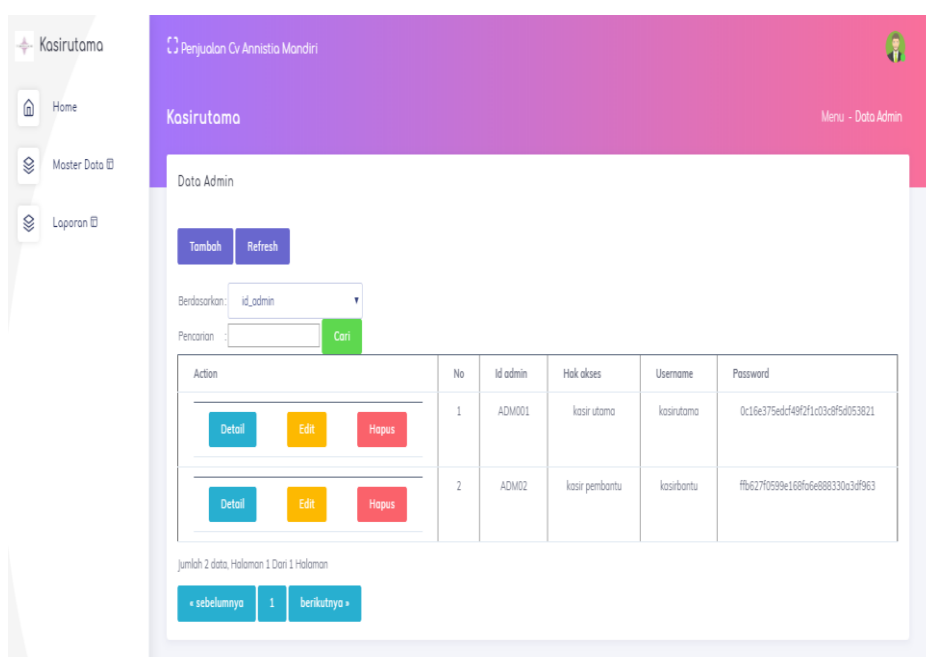 Kasirutama
Penjualan Cv Annistia Mandiri
Home
Kasirutama
Menu - Data Admin
Master Data
Data Admin
Laporan
Tambah Refresh
Berdasarkan: id_admin
Pencarian : Cari
Action No Id admin Hak akses Username Password
Detail Edit Hapus 1 ADM001 kasir utama kasirutama 0c16e375edcf49f2f1c03c8f5d053821
Detail Edit Hapus 2 ADM02 kasir pembantu kasirbantu ffb627f0599e168fa6e888330a3df963
Jumlah 2 data, Halaman 1 Dari 1 Halaman
« sebelumnya 1 berikutnya »